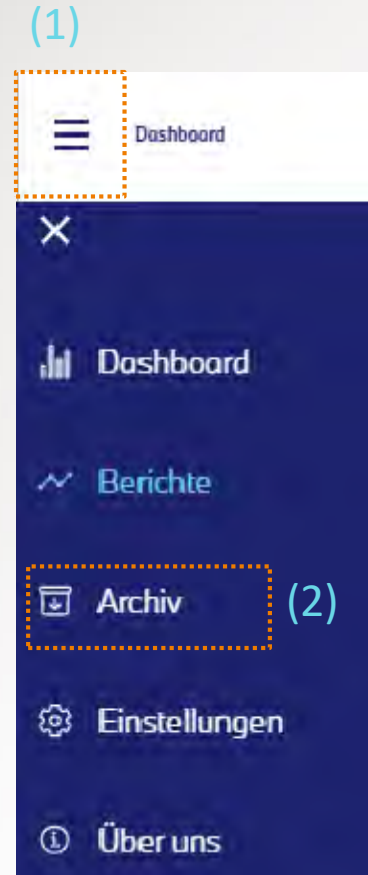 (1)
Dashboard
Dashboard
Berichte
Archiv (2)
Einstellungen
Über uns